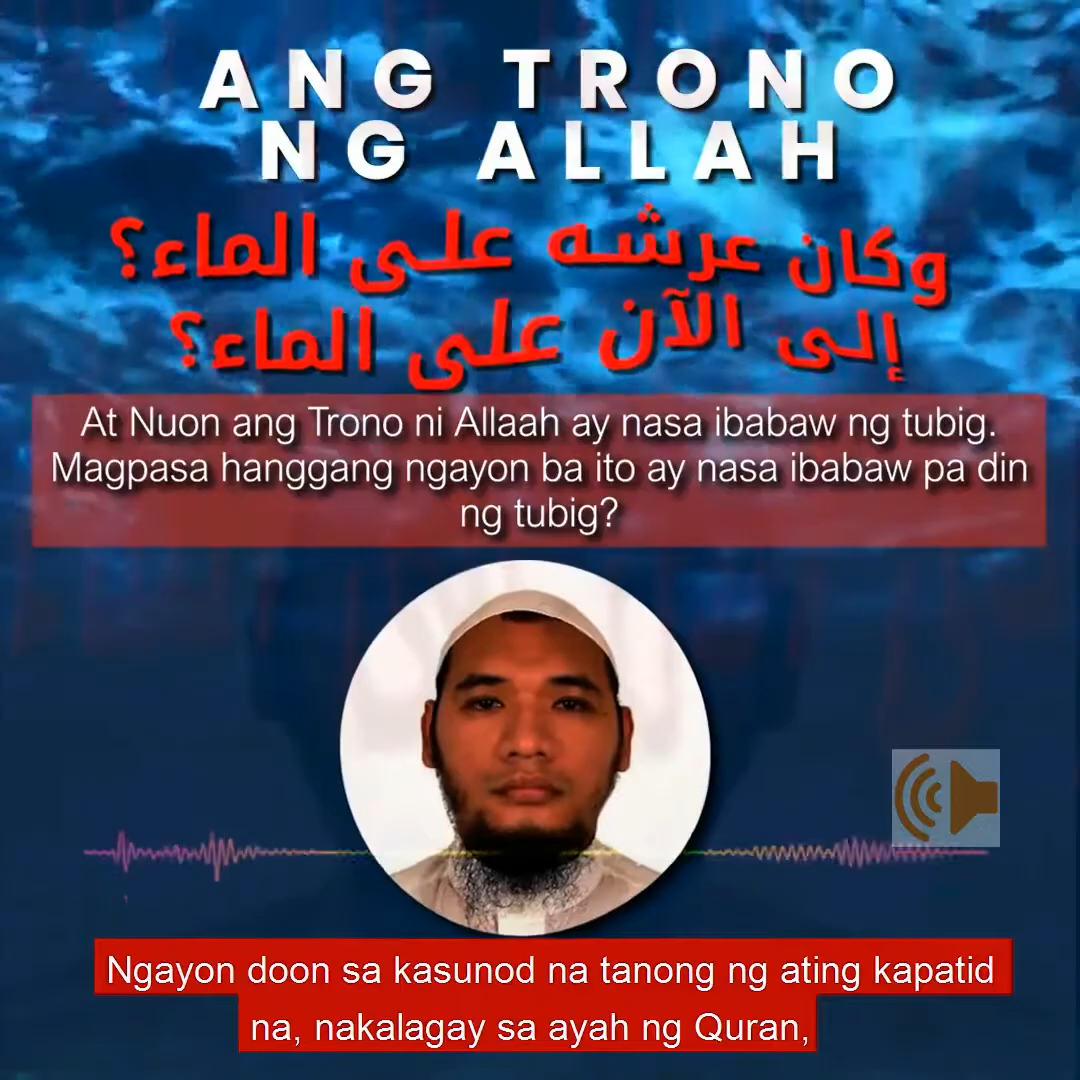 ANG TRONO
NG ALLAH
وكان عرشه على الماء؟
إلى الآن على الماء؟
At Nuon ang Trono ni Allaah ay nasa ibabaw ng tubig.
Magpasa hanggang ngayon ba ito ay nasa ibabaw pa din
ng tubig?
Ngayon doon sa kasunod na tanong ng ating kapatid
na, nakalagay sa ayah ng Quran,